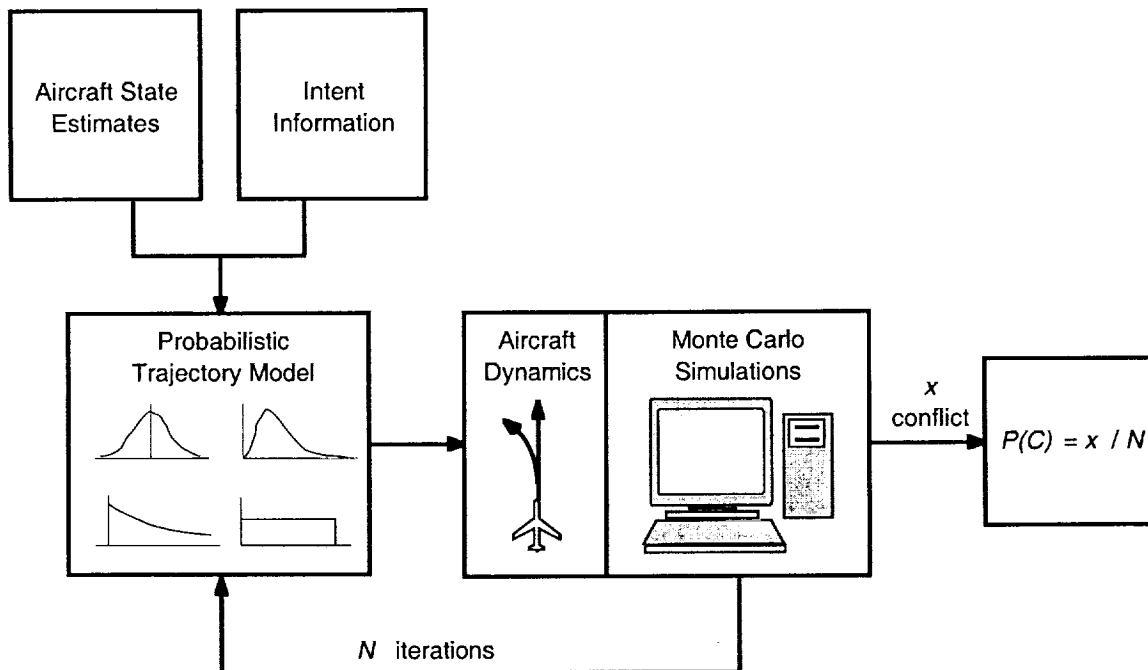 Aircraft State
Estimates
Intent
Information
Probabilistic
Trajectory Model
Aircraft
Dynamics
Monte Carlo
Simulations
x
conflict
P(C) = x / N
N iterations